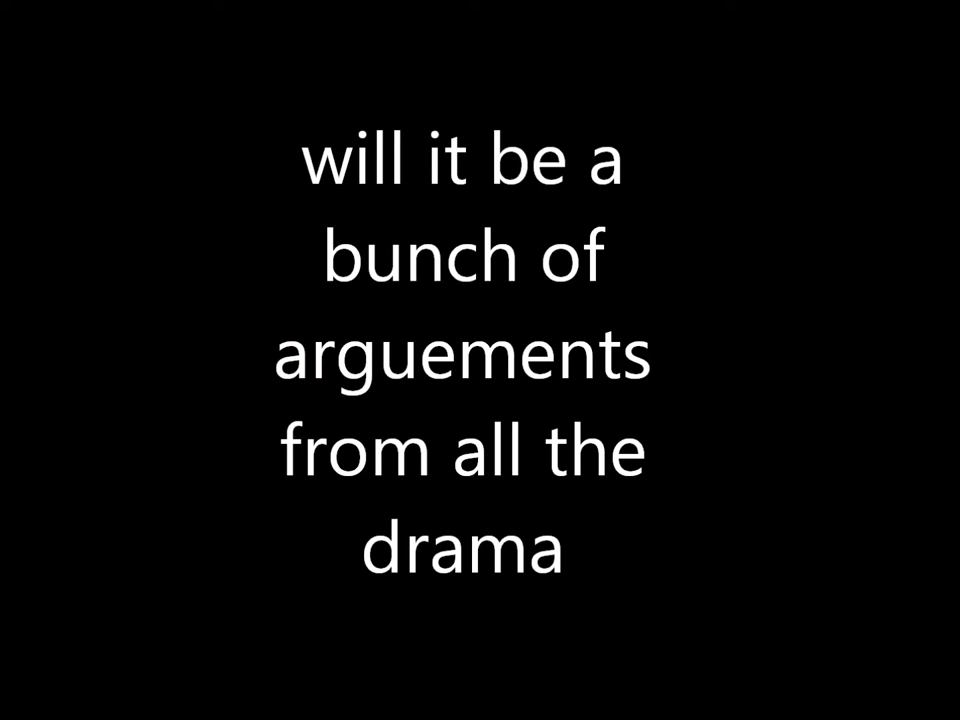 will it be a
bunch of
arguements
from all the
drama